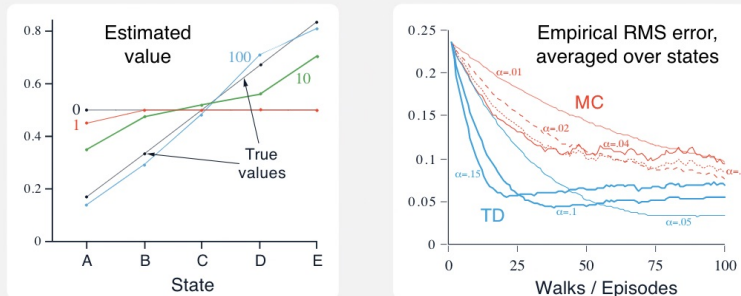 Estimated
value
0.8
0.6
0.4
0.2
0
0
1
100
10
True
values
A B C D E
State
Empirical RMS error,
averaged over states
0.25
0.2
0.15
0.1
0.05
0
α=.01
MC
α=.02
α=.04
α=.15
TD
α=.1
α=.05
0 25 50 75 100
Walks / Episodes